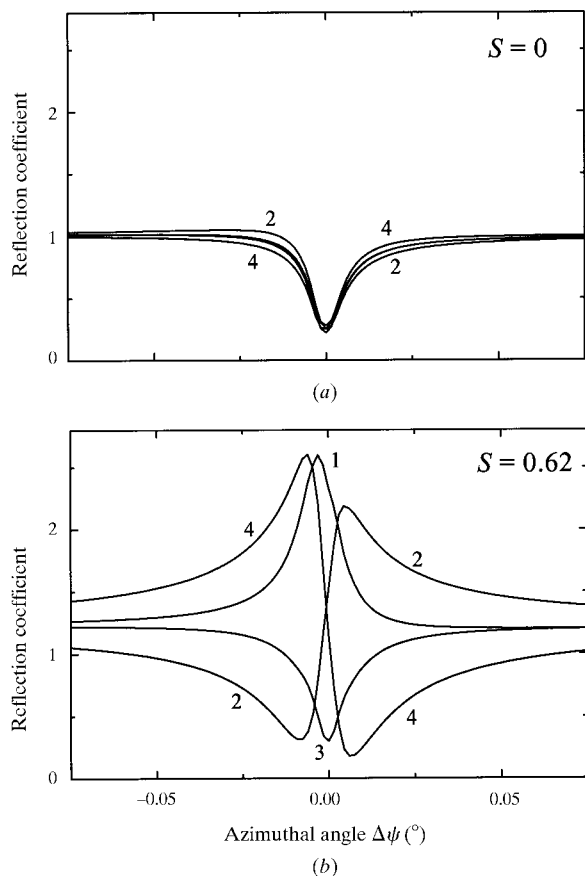 S = 0
2
Reflection coefficient
2
4
1
4
2
0
(a)
S = 0.62
1
4
2
2
Reflection coefficient
1
2
3
4
0
−0.05
0.00
0.05
Azimuthal angle Δψ (°)
(b)